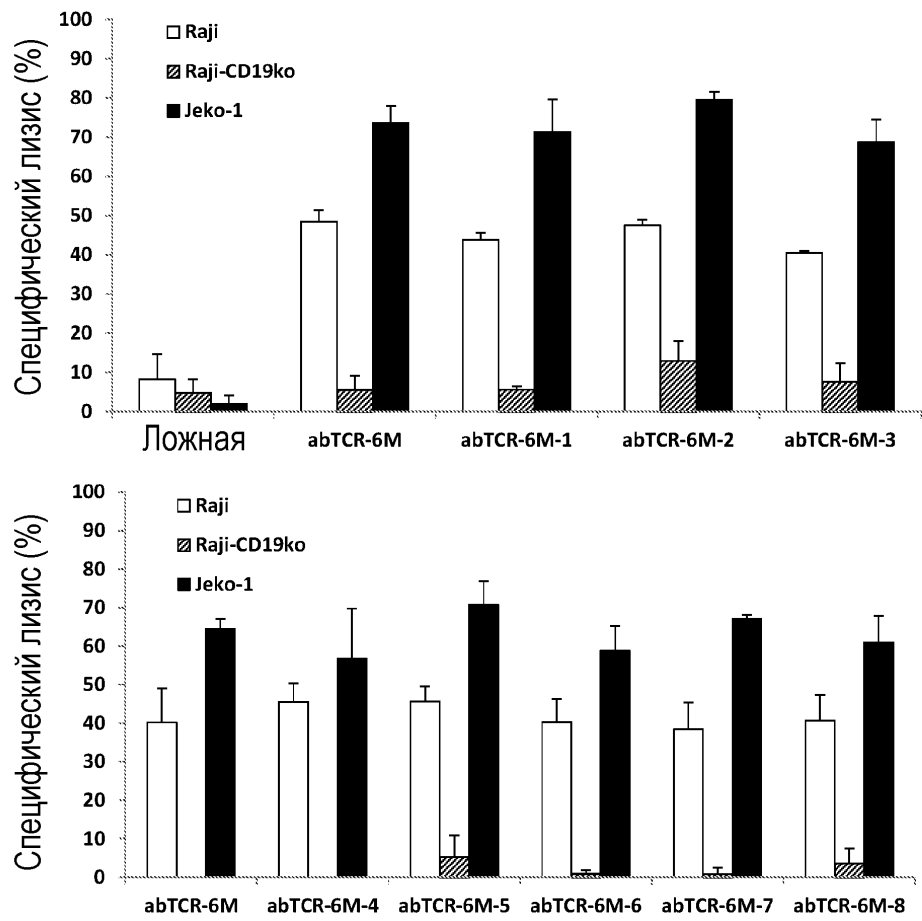 Специфический лизис (%)
100
90
80
70
60
50
40
30
20
10
0
Raji
Raji-CD19ko
Jeko-1
Ложная abTCR-6M abTCR-6M-1 abTCR-6M-2 abTCR-6M-3
Специфический лизис (%)
100
90
80
70
60
50
40
30
20
10
0
Raji
Raji-CD19ko
Jeko-1
abTCR-6M abTCR-6M-4 abTCR-6M-5 abTCR-6M-6 abTCR-6M-7 abTCR-6M-8